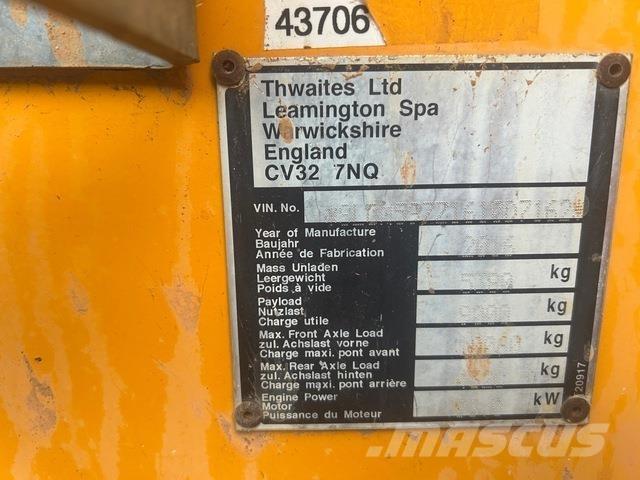 43706
Thwaites Ltd
Leamington Spa
Warwickshire
England
CV32 7NQ
VIN. No.
Year of Manufacture
Baujahr
Année de Fabrication
Mass Unladen
Leergewicht
Poids à vide
kg
Payload
Nutzlast
Charge utile
kg
Max. Front Axle Load
zul. Achslast vorne
Charge maxi. pont avant
kg
Max. Rear Axle Load
zul. Achslast hinten
Charge maxi. pont arrière
kg
Engine Power
Motor
Puissance du Moteur
kW
T20917
MASCUS